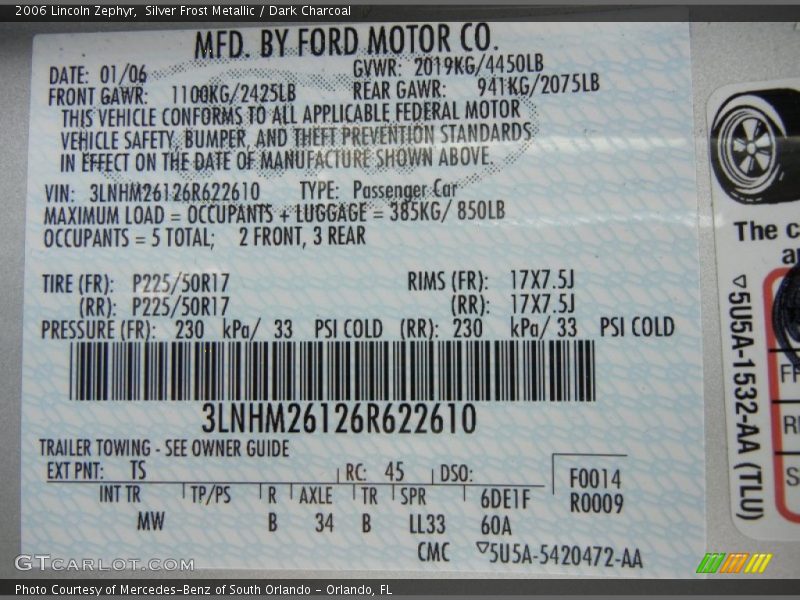 2006 Lincoln Zephyr, Silver Frost Metallic / Dark Charcoal
MFD. BY FORD MOTOR CO.
DATE: 01/06 GVWR: 2019KG/4450LB
FRONT GAWR: 1100KG/2425LB REAR GAWR: 941KG/2075LB
THIS VEHICLE CONFORMS TO ALL APPLICABLE FEDERAL MOTOR
VEHICLE SAFETY, BUMPER, AND THEFT PREVENTION STANDARDS
IN EFFECT ON THE DATE OF MANUFACTURE SHOWN ABOVE.
VIN: 3LNHM26126R622610 TYPE: Passenger Car
MAXIMUM LOAD = OCCUPANTS + LUGGAGE = 385KG/ 850LB
OCCUPANTS = 5 TOTAL; 2 FRONT, 3 REAR
TIRE (FR): P225/50R17 RIMS (FR): 17X7.5J
(RR): P225/50R17 (RR): 17X7.5J
PRESSURE (FR): 230 kPa/ 33 PSI COLD (RR): 230 kPa/ 33 PSI COLD
3LNHM26126R622610
TRAILER TOWING - SEE OWNER GUIDE
EXT PNT: TS RC: 45 DSO: F0014
INT TR TP/PS R AXLE TR SPR 6DE1F R0009
MW B 34 B LL33 60A
CMC ▽5U5A-5420472-AA
The c
▽5U5A-1532-AA (TLU)
GTCarLot.com
Photo Courtesy of Mercedes-Benz of South Orlando - Orlando, FL